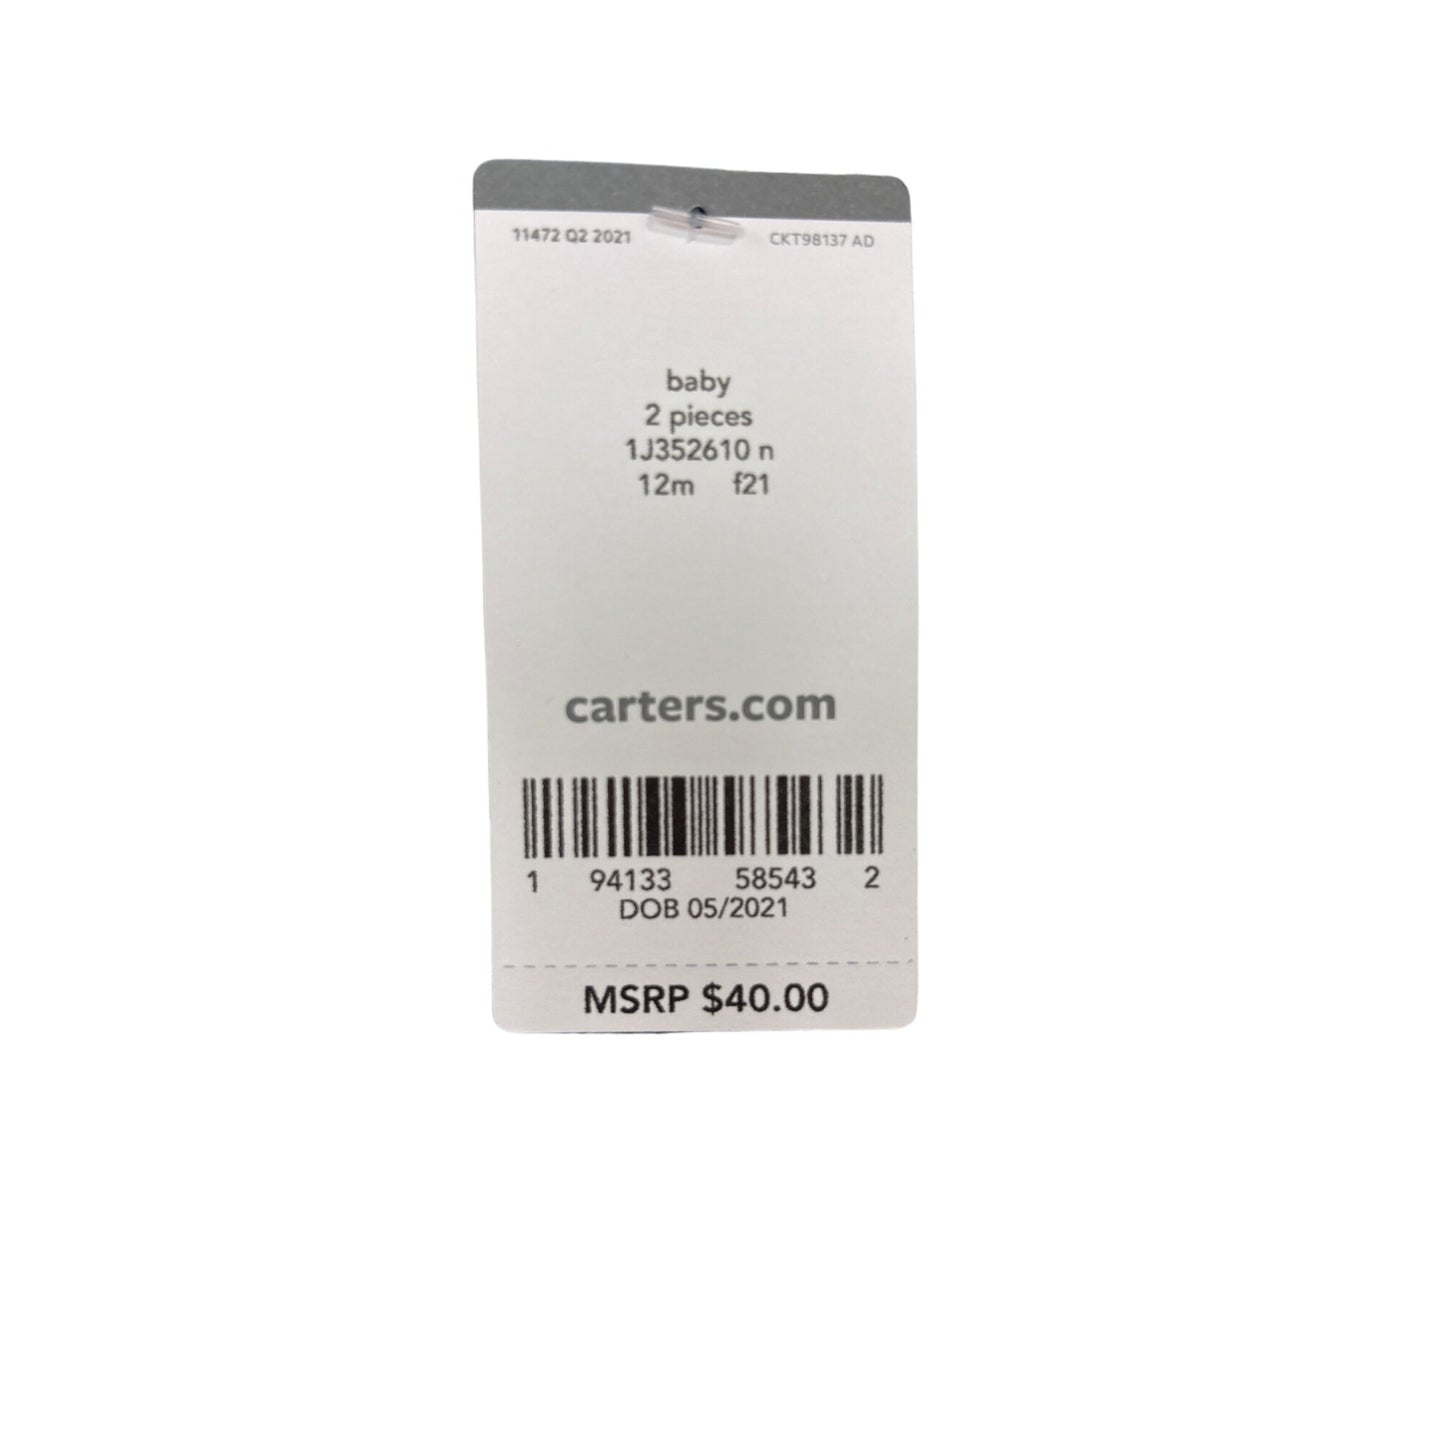 11472 Q2 2021 CKT98137 AD
baby
2 pieces
1J352610 n
12m f21
carters.com
1 94133 58543 2
DOB 05/2021
MSRP $40.00